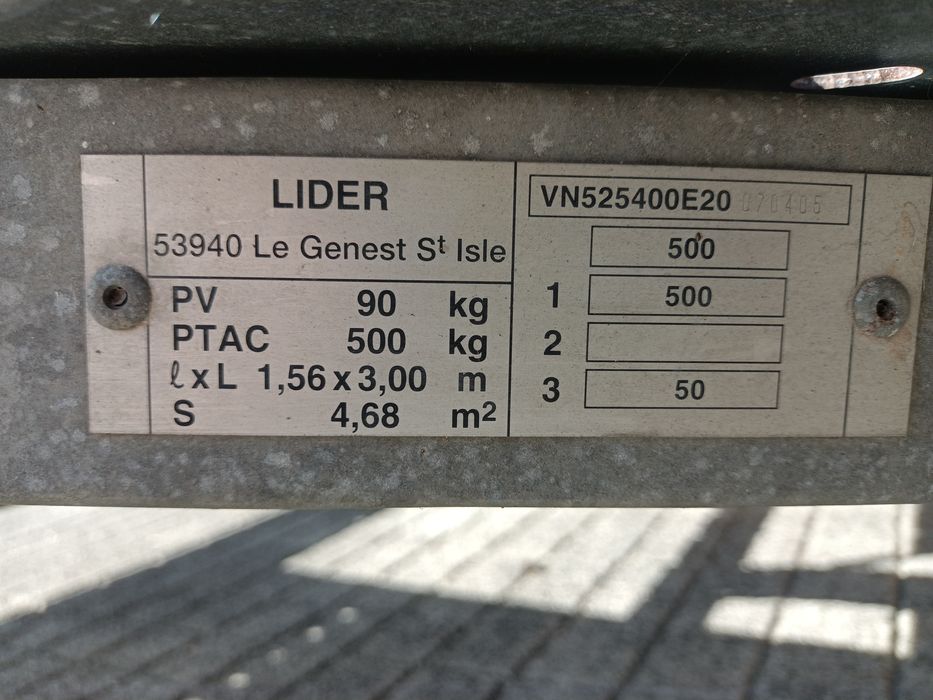 LIDER
53940 Le Genest St Isle
PV 90 kg
PTAC 500 kg
ℓ x L 1,56 x 3,00 m
S 4,68 m²
VN525400E20
500
1 500
2
3 50